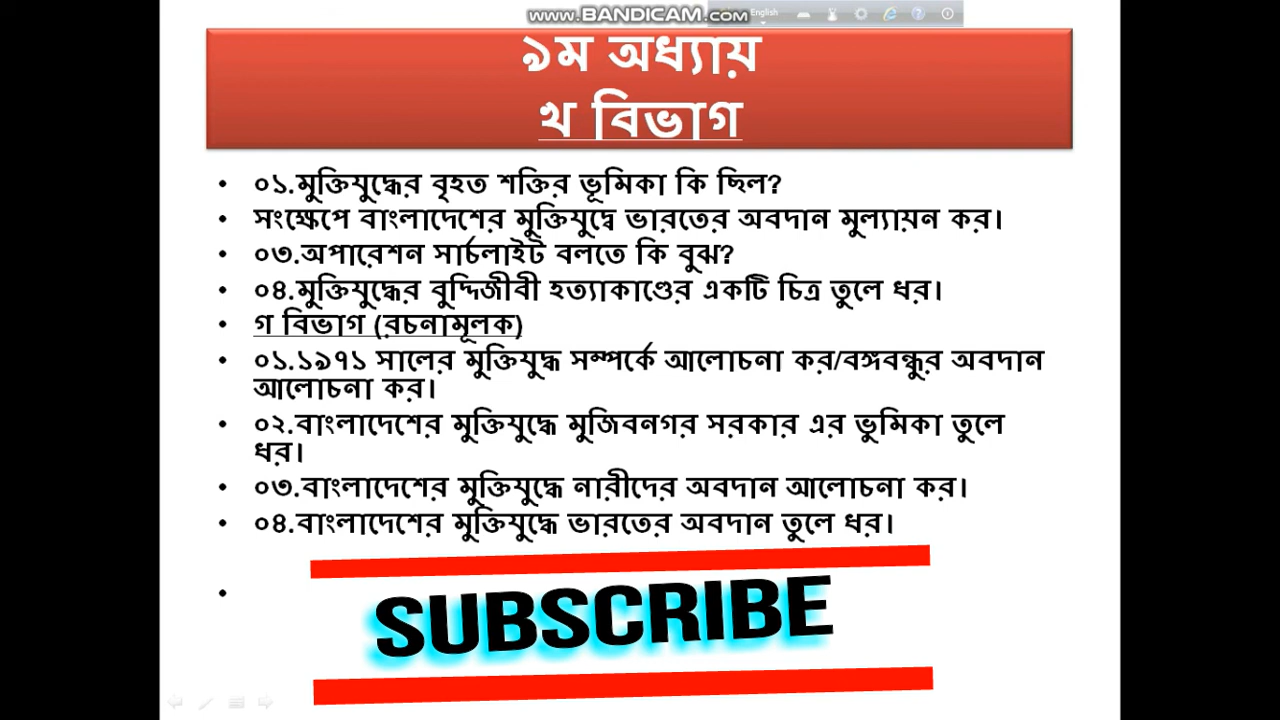 www.BANDICAM.com
English
৯ম অধ্যায়
খ বিভাগ
• ০১.মুক্তিযুদ্ধের বৃহত শক্তির ভূমিকা কি ছিল?
• সংক্ষেপে বাংলাদেশের মুক্তিযুদ্বে ভারতের অবদান মুল্যায়ন কর।
• ০৩.অপারেশন সার্চলাইট বলতে কি বুঝ?
• ০৪.মুক্তিযুদ্ধের বুদ্দিজীবী হত্যাকাণ্ডের একটি চিত্র তুলে ধর।
• গ বিভাগ (রচনামূলক)
• ০১.১৯৭১ সালের মুক্তিযুদ্ধ সম্পর্কে আলোচনা কর/বঙ্গবন্ধুর অবদান
আলোচনা কর।
• ০২.বাংলাদেশের মুক্তিযুদ্ধে মুজিবনগর সরকার এর ভুমিকা তুলে
ধর।
• ০৩.বাংলাদেশের মুক্তিযুদ্ধে নারীদের অবদান আলোচনা কর।
• ০৪.বাংলাদেশের মুক্তিযুদ্ধে ভারতের অবদান তুলে ধর।
•
SUBSCRIBE